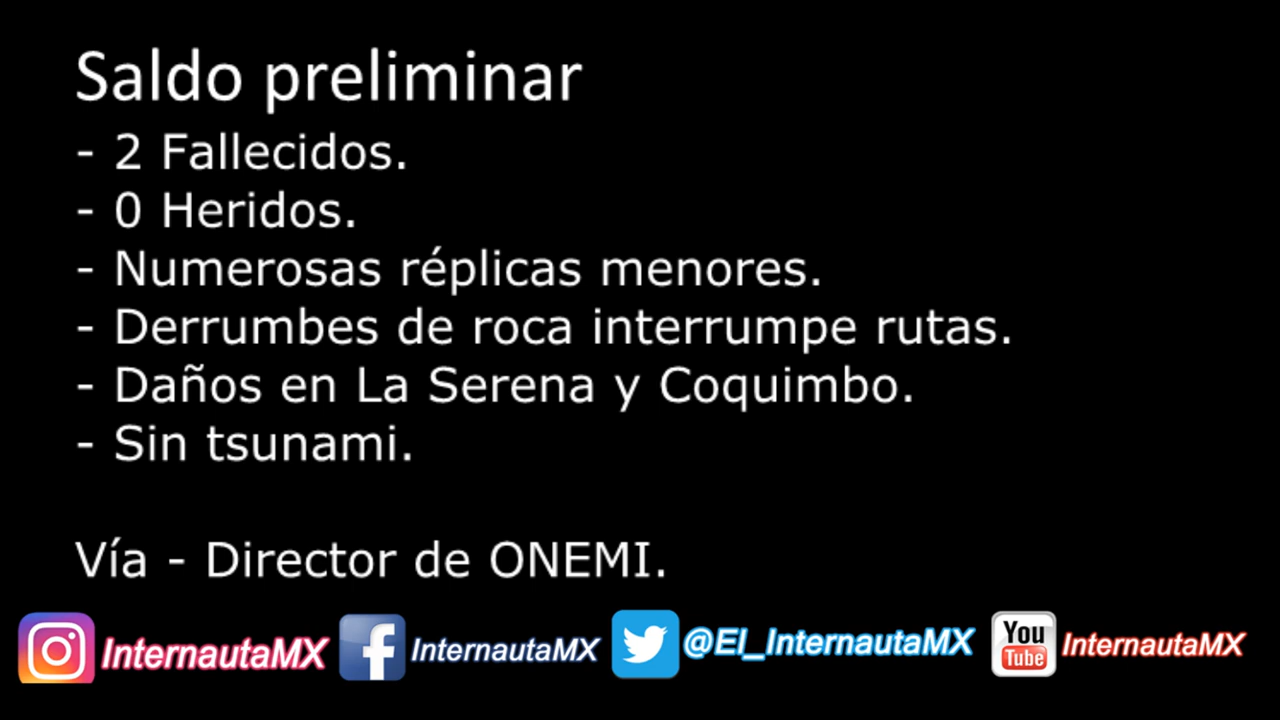 Saldo preliminar
- 2 Fallecidos.
- 0 Heridos.
- Numerosas réplicas menores.
- Derrumbes de roca interrumpe rutas.
- Daños en La Serena y Coquimbo.
- Sin tsunami.
Vía - Director de ONEMI.
InternautaMX InternautaMX @El_InternautaMX You Tube InternautaMX